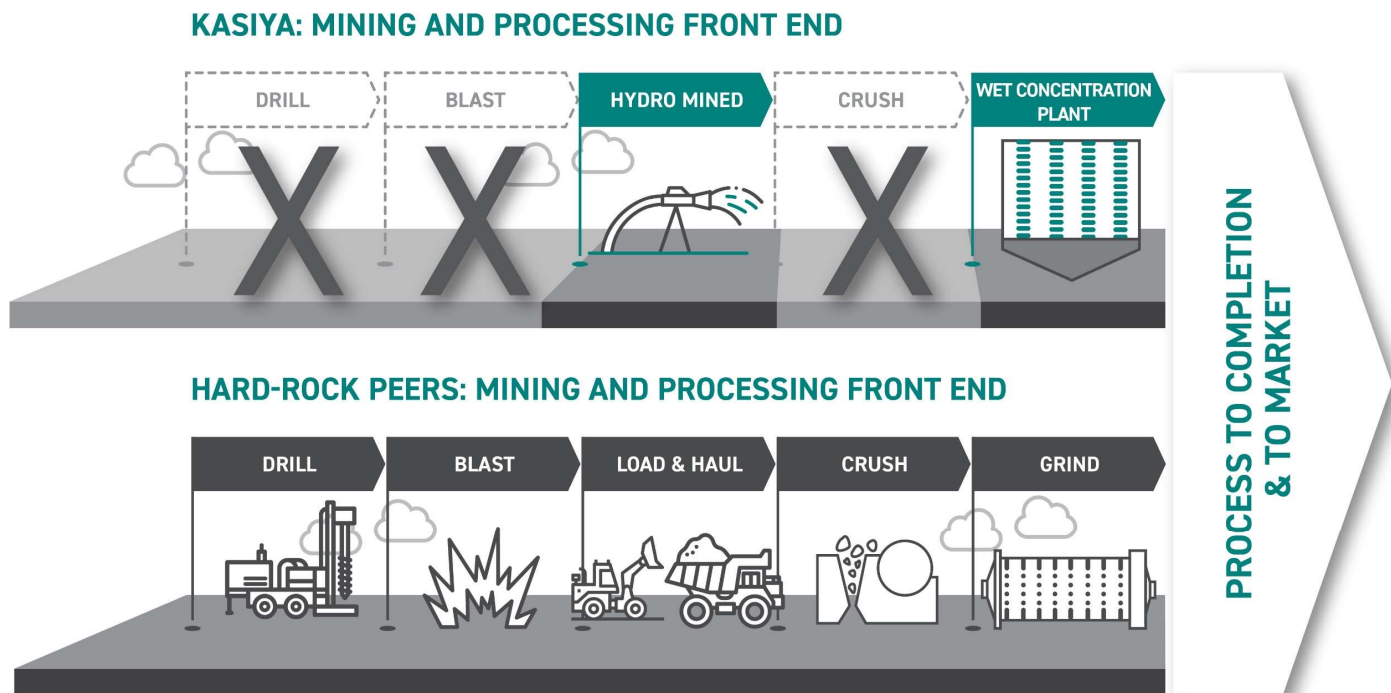 KASIYA: MINING AND PROCESSING FRONT END
DRILL
BLAST
HYDRO MINED
CRUSH
WET CONCENTRATION
PLANT
HARD-ROCK PEERS: MINING AND PROCESSING FRONT END
DRILL
BLAST
LOAD & HAUL
CRUSH
GRIND
PROCESS TO COMPLETION
& TO MARKET